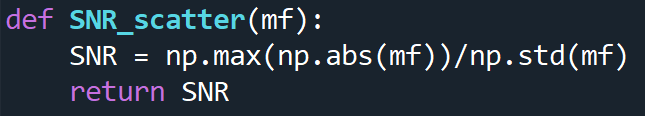 def SNR_scatter(mf):
    SNR = np.max(np.abs(mf))/np.std(mf)
    return SNR